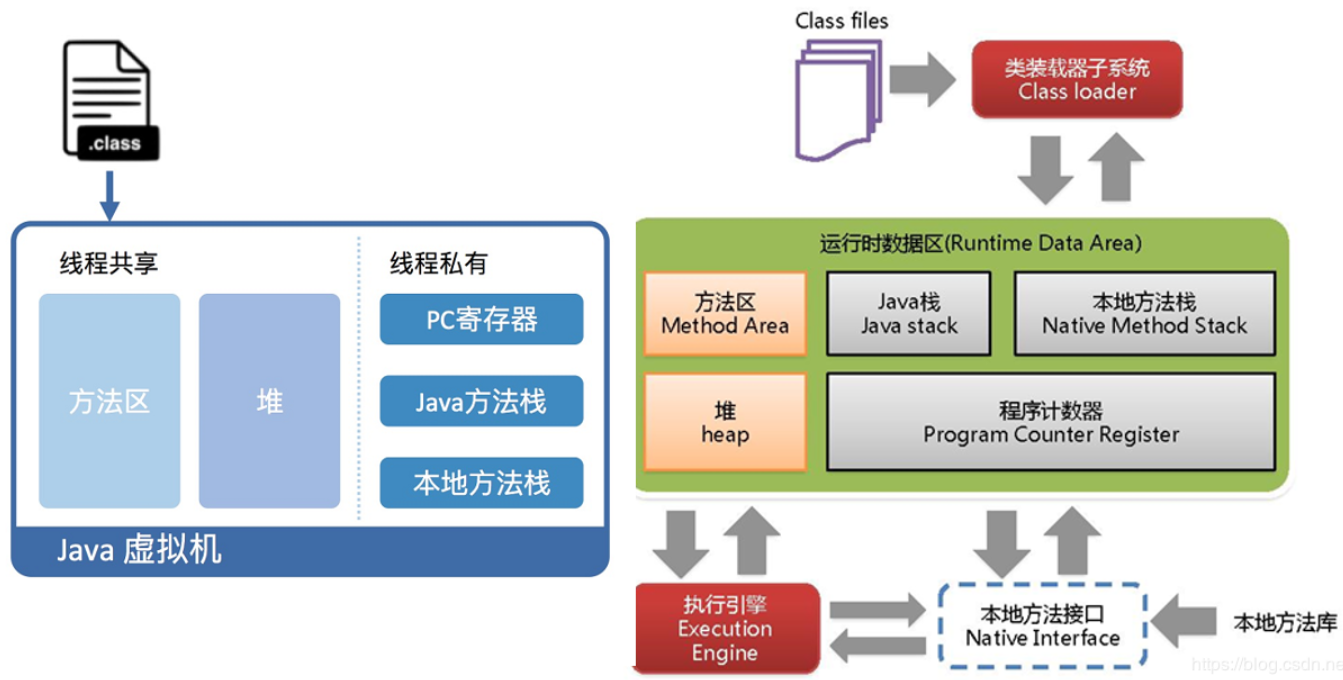 .class
线程共享
线程私有
方法区
堆
PC寄存器
Java方法栈
本地方法栈
Java 虚拟机
Class files
类装载器子系统
Class loader
运行时数据区(Runtime Data Area)
方法区
Method Area
Java栈
Java stack
本地方法栈
Native Method Stack
堆
heap
程序计数器
Program Counter Register
执行引擎
Execution
Engine
本地方法接口
Native Interface
本地方法库
https://blog.csdn.ne